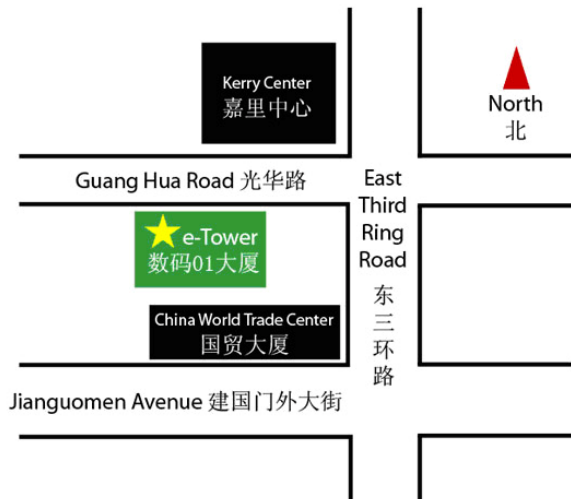 Kerry Center
嘉里中心
North
北
Guang Hua Road 光华路
East
Third
Ring
Road
东
三
环
路
e-Tower
数码01大厦
China World Trade Center
国贸大厦
Jianguomen Avenue 建国门外大街